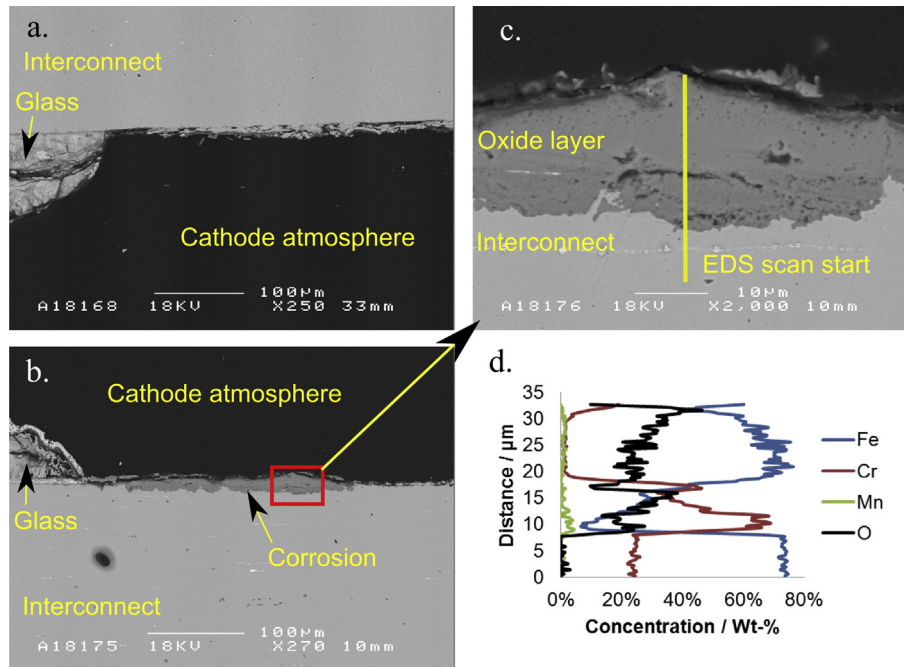 a.
Interconnect
Glass
Cathode atmosphere
100µm
A18168 18KV X250 33mm
b.
Cathode atmosphere
Glass
Corrosion
Interconnect
100µm
A18175 18KV X270 10mm
c.
Oxide layer
Interconnect
EDS scan start
10µm
A18176 18KV X2,000 10mm
d.
Distance / µm
35
30
25
20
15
10
5
0
0% 20% 40% 60% 80%
Concentration / Wt-%
Fe
Cr
Mn
O